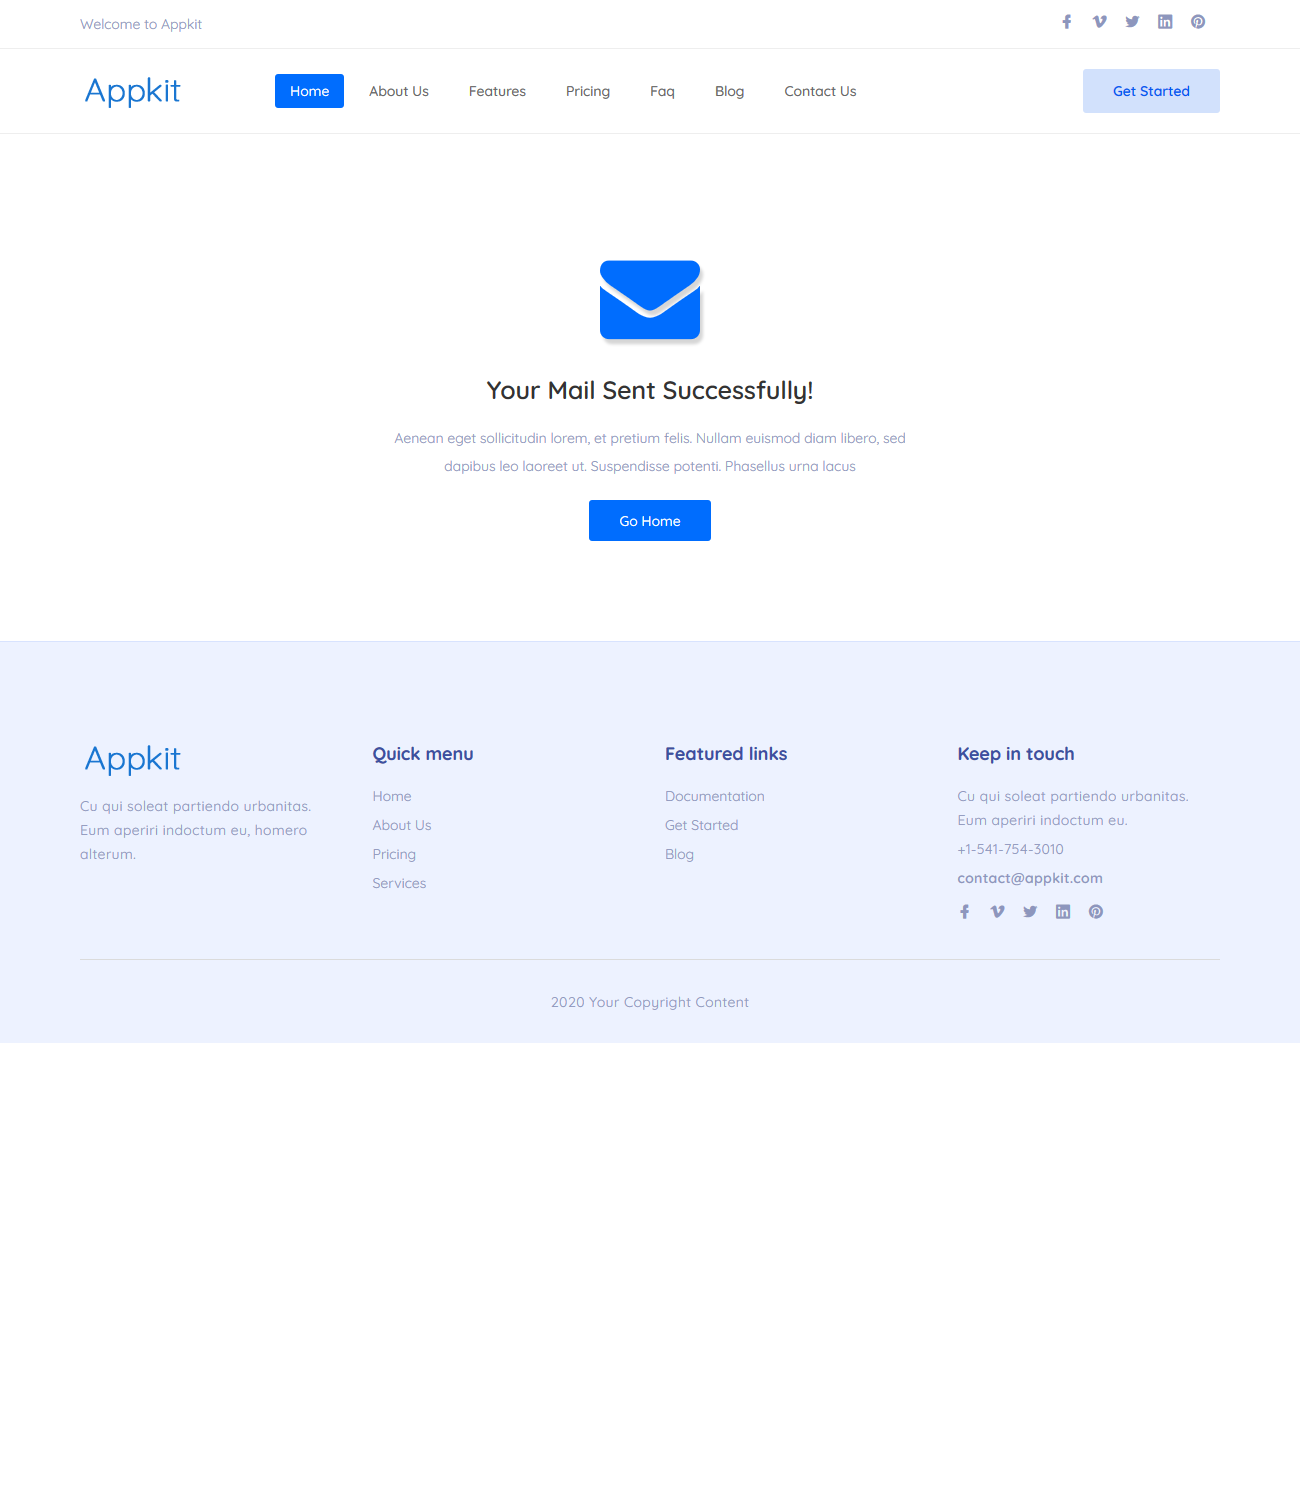 Welcome to Appkit
Appkit
Home
About Us
Features
Pricing
Faq
Blog
Contact Us
Get Started
Your Mail Sent Successfully!
Aenean eget sollicitudin lorem, et pretium felis. Nullam euismod diam libero, sed
dapibus leo laoreet ut. Suspendisse potenti. Phasellus urna lacus
Go Home
Appkit
Cu qui soleat partiendo urbanitas.
Eum aperiri indoctum eu, homero
alterum.
Quick menu
Home
About Us
Pricing
Services
Featured links
Documentation
Get Started
Blog
Keep in touch
Cu qui soleat partiendo urbanitas.
Eum aperiri indoctum eu.
+1-541-754-3010
contact@appkit.com
2020 Your Copyright Content